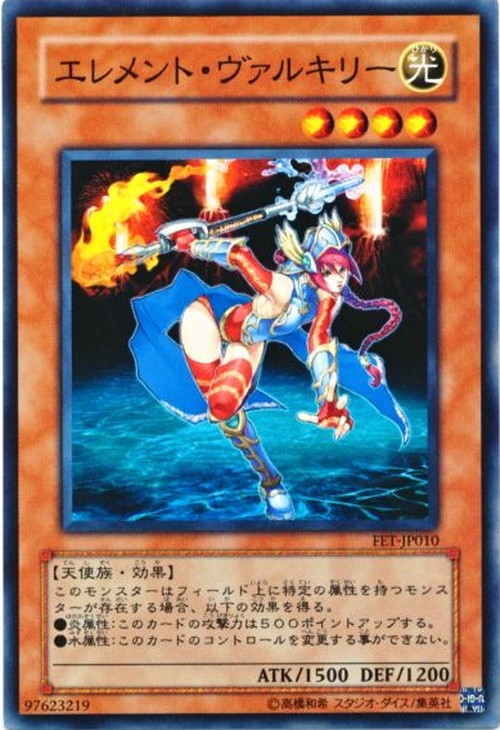 エレメント・ヴァルキリー
ひかり
光
FET-JP010
【天使族・効果】
このモンスターはフィールド上に特定の属性を持つモンス
ターが存在する場合、以下の効果を得る。
●炎属性:このカードの攻撃力は500ポイントアップする。
●水属性:このカードのコントロールを変更する事ができない。
ATK/1500 DEF/1200
97623219
©高橋和希 スタジオ・ダイス/集英社